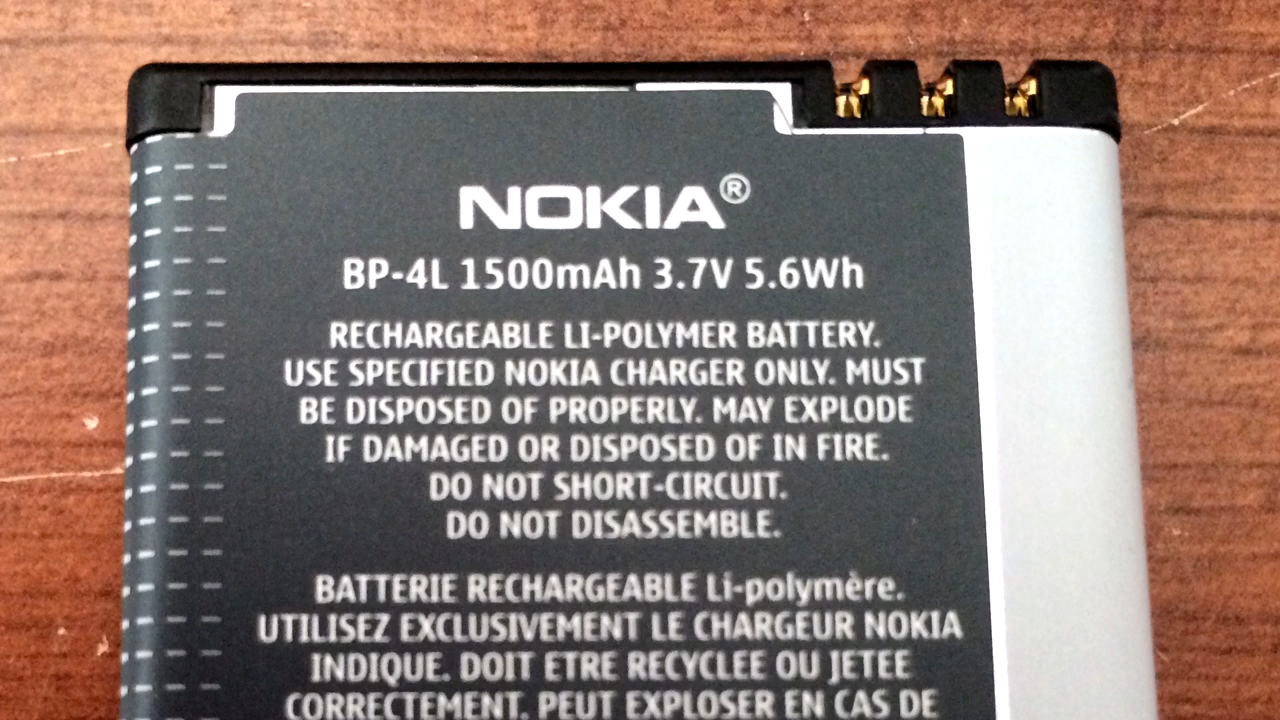 NOKIA®
BP-4L 1500mAh 3.7V 5.6Wh
RECHARGEABLE LI-POLYMER BATTERY.
USE SPECIFIED NOKIA CHARGER ONLY. MUST
BE DISPOSED OF PROPERLY. MAY EXPLODE
IF DAMAGED OR DISPOSED OF IN FIRE.
DO NOT SHORT-CIRCUIT.
DO NOT DISASSEMBLE.
BATTERIE RECHARGEABLE Li-polymère.
UTILISEZ EXCLUSIVEMENT LE CHARGEUR NOKIA
INDIQUE. DOIT ETRE RECYCLEE OU JETEE
CORRECTEMENT. PEUT EXPLOSER EN CAS DE